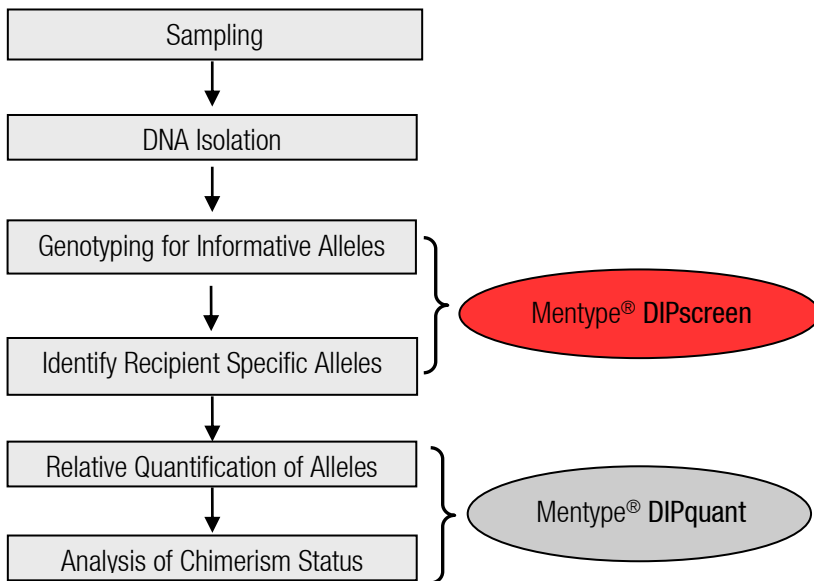 Sampling
DNA Isolation
Genotyping for Informative Alleles
Mentype® DIPscreen
Identify Recipient Specific Alleles
Relative Quantification of Alleles
Mentype® DIPquant
Analysis of Chimerism Status